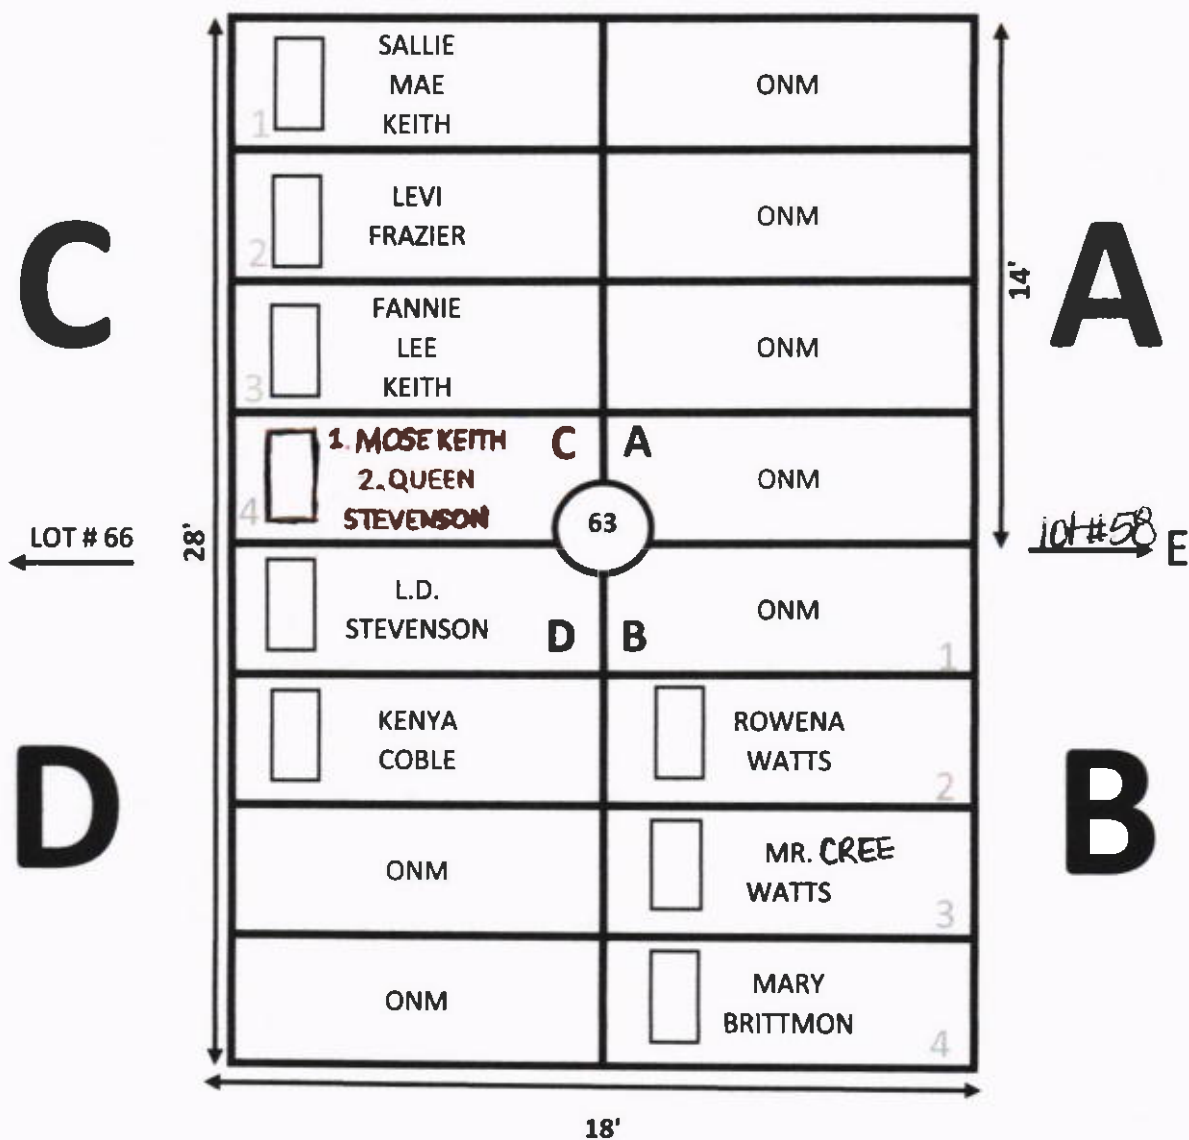 SALLIE
MAE
KEITH
1
ONM
LEVI
FRAZIER
2
ONM
C
A
14'
FANNIE
LEE
KEITH
3
ONM
1. MOSE KEITH
2. QUEEN
STEVENSON
4
C A
ONM
63
LOT # 66
28'
lot #58
E
L.D.
STEVENSON
D B
ONM
1
KENYA
COBLE
ROWENA
WATTS
2
D
B
ONM
MR. CREE
WATTS
3
ONM
MARY
BRITTMON
4
18'